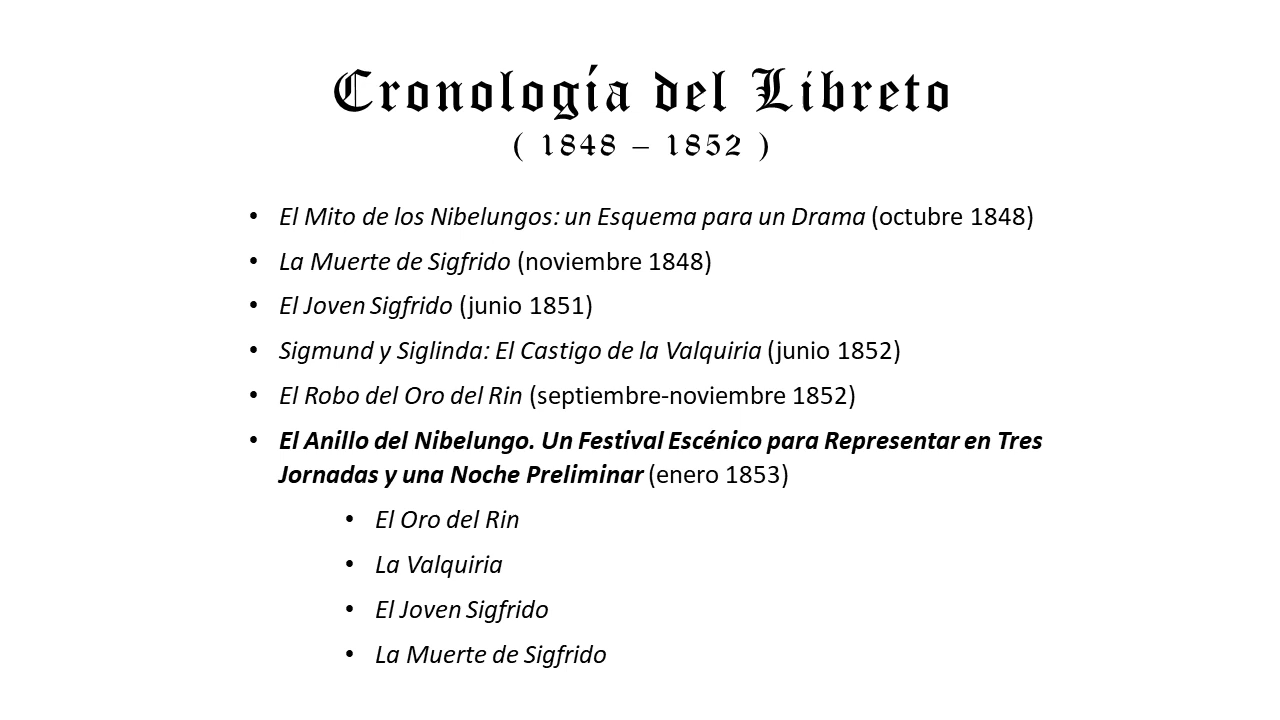 Cronología del Libreto
( 1848 – 1852 )
• El Mito de los Nibelungos: un Esquema para un Drama (octubre 1848)
• La Muerte de Sigfrido (noviembre 1848)
• El Joven Sigfrido (junio 1851)
• Sigmund y Siglinda: El Castigo de la Valquiria (junio 1852)
• El Robo del Oro del Rin (septiembre-noviembre 1852)
• El Anillo del Nibelungo. Un Festival Escénico para Representar en Tres
Jornadas y una Noche Preliminar (enero 1853)
• El Oro del Rin
• La Valquiria
• El Joven Sigfrido
• La Muerte de Sigfrido